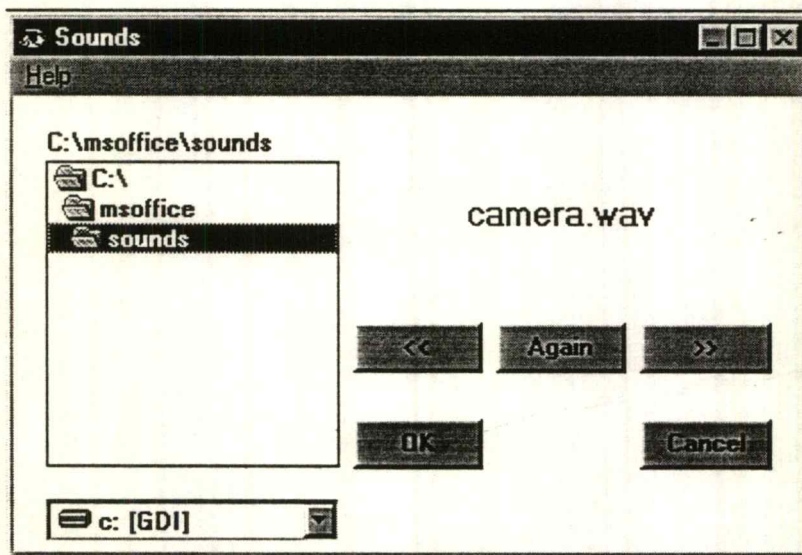 Sounds
Help
C:\msoffice\sounds
C:\
msoffice
sounds
camera.wav
<< Again >>
OK Cancel
c: [GDI]